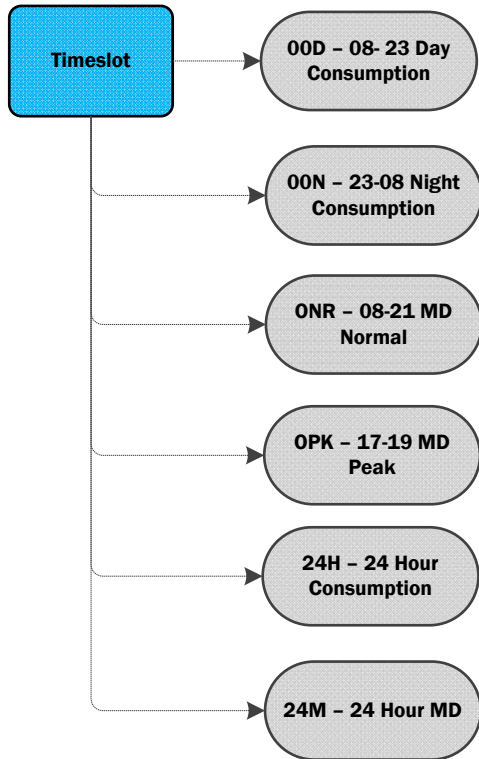 Timeslot
00D – 08- 23 Day
Consumption
00N – 23-08 Night
Consumption
0NR – 08-21 MD
Normal
0PK – 17-19 MD
Peak
24H – 24 Hour
Consumption
24M – 24 Hour MD